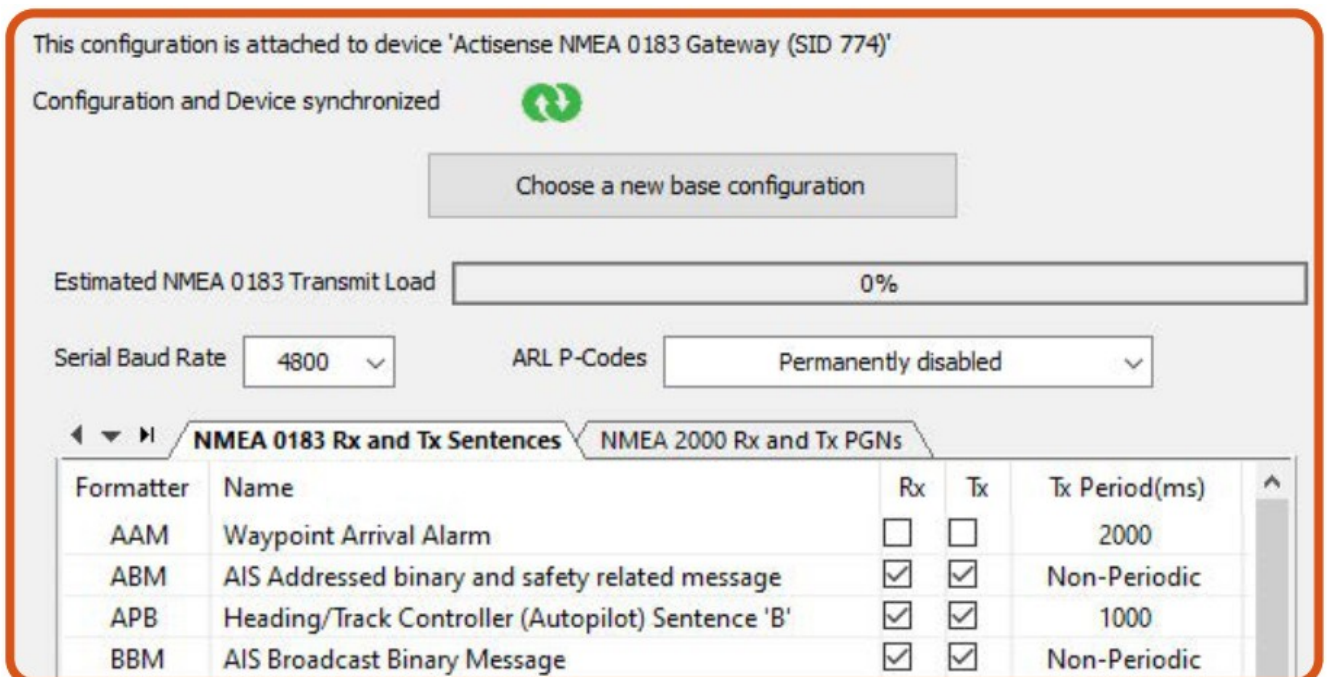 This configuration is attached to device 'Actisense NMEA 0183 Gateway (SID 774)'
Configuration and Device synchronized
Choose a new base configuration
Estimated NMEA 0183 Transmit Load 0%
Serial Baud Rate 4800 ARL P-Codes Permanently disabled
NMEA 0183 Rx and Tx Sentences NMEA 2000 Rx and Tx PGNs
Formatter Name Rx Tx Tx Period(ms)
AAM Waypoint Arrival Alarm 2000
ABM AIS Addressed binary and safety related message Non-Periodic
APB Heading/Track Controller (Autopilot) Sentence 'B' 1000
BBM AIS Broadcast Binary Message Non-Periodic